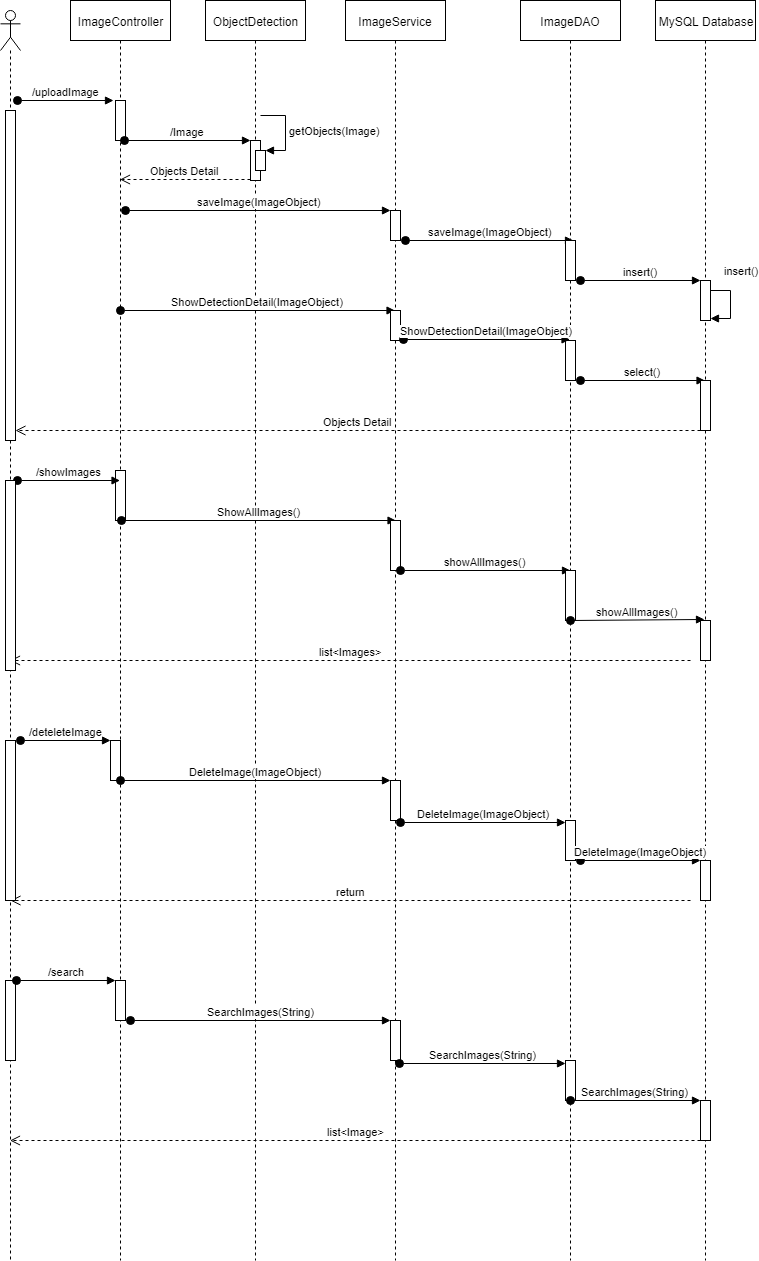 ImageController
ObjectDetection
ImageService
ImageDAO
MySQL Database
/uploadImage
/Image
getObjects(Image)
Objects Detail
saveImage(ImageObject)
saveImage(ImageObject)
insert()
insert()
ShowDetectionDetail(ImageObject)
ShowDetectionDetail(ImageObject)
select()
Objects Detail
/showImages
ShowAllImages()
showAllImages()
showAllImages()
list<Images>
/deteleteImage
DeleteImage(ImageObject)
DeleteImage(ImageObject)
DeleteImage(ImageObject)
return
/search
SearchImages(String)
SearchImages(String)
SearchImages(String)
list<Image>